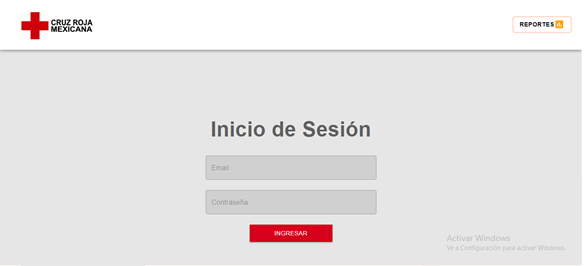 CRUZ ROJA
MEXICANA
REPORTES
Inicio de Sesión
Email
Contraseña
INGRESAR
Activar Windows
Ve a Configuración para activar Windows.